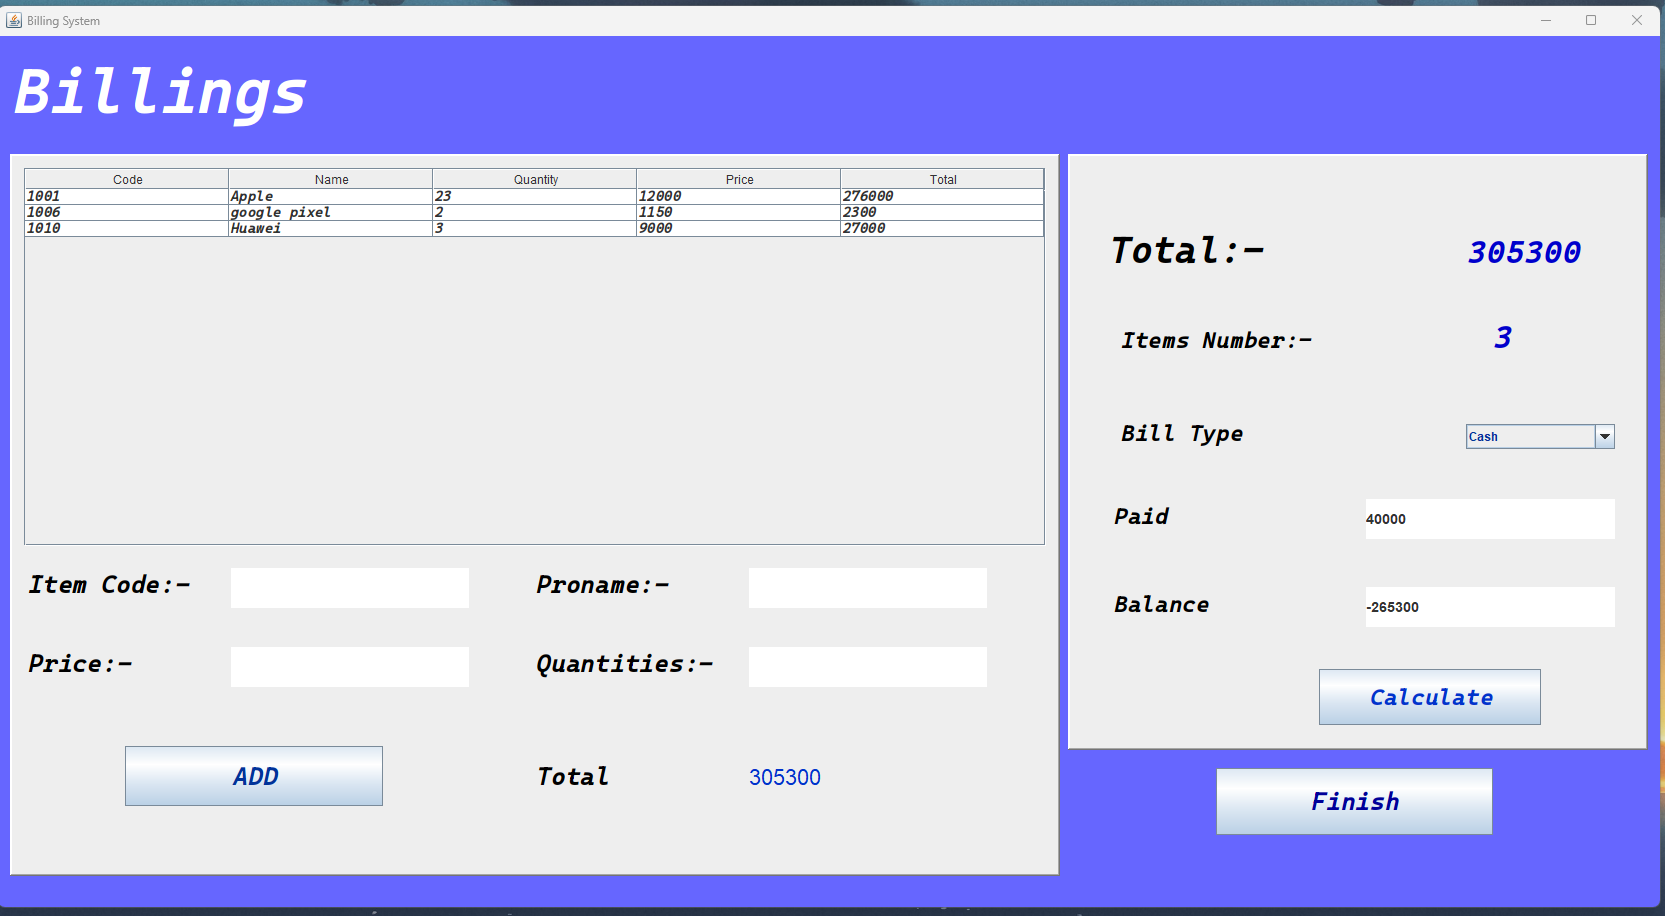 Billing System
Billings
Code Name Quantity Price Total
1001 Apple 23 12000 276000
1006 google pixel 2 1150 2300
1010 Huawei 3 9000 27000
Item Code:- Proname:-
Price:- Quantities:-
ADD Total 305300
Total:- 305300
Items Number:- 3
Bill Type Cash
Paid 40000
Balance -265300
Calculate
Finish